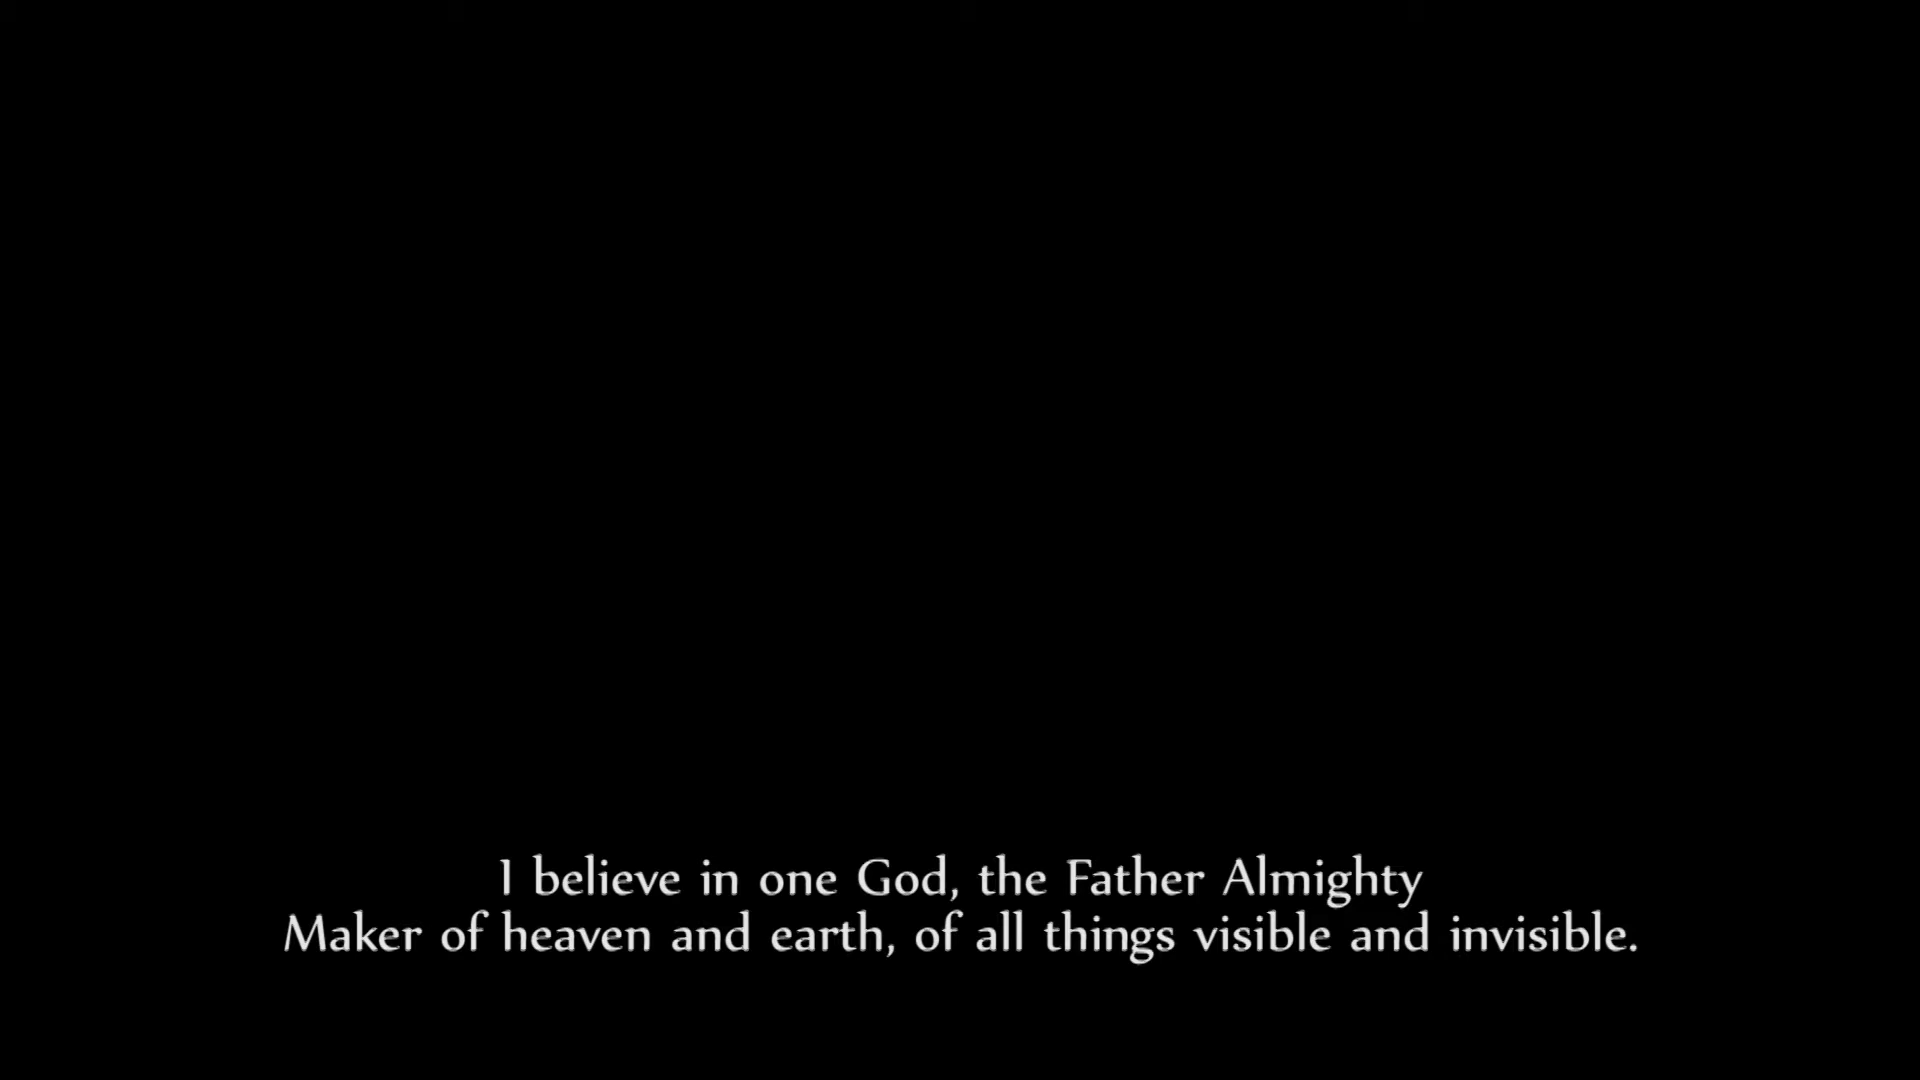 I believe in one God, the Father Almighty
Maker of heaven and earth, of all things visible and invisible.